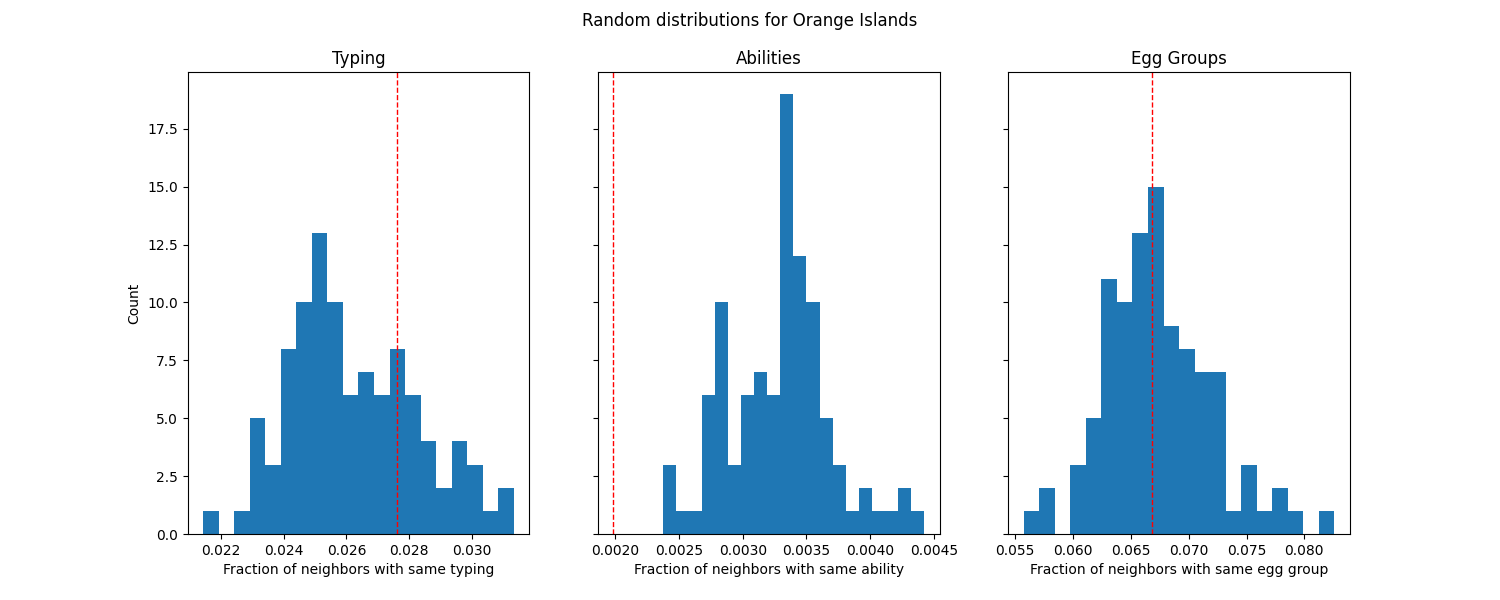 Random distributions for Orange Islands
Typing
Abilities
Egg Groups
Count
17.5
15.0
12.5
10.0
7.5
5.0
2.5
0.0
0.022 0.024 0.026 0.028 0.030
0.0020 0.0025 0.0030 0.0035 0.0040 0.0045
0.055 0.060 0.065 0.070 0.075 0.080
Fraction of neighbors with same typing
Fraction of neighbors with same ability
Fraction of neighbors with same egg group